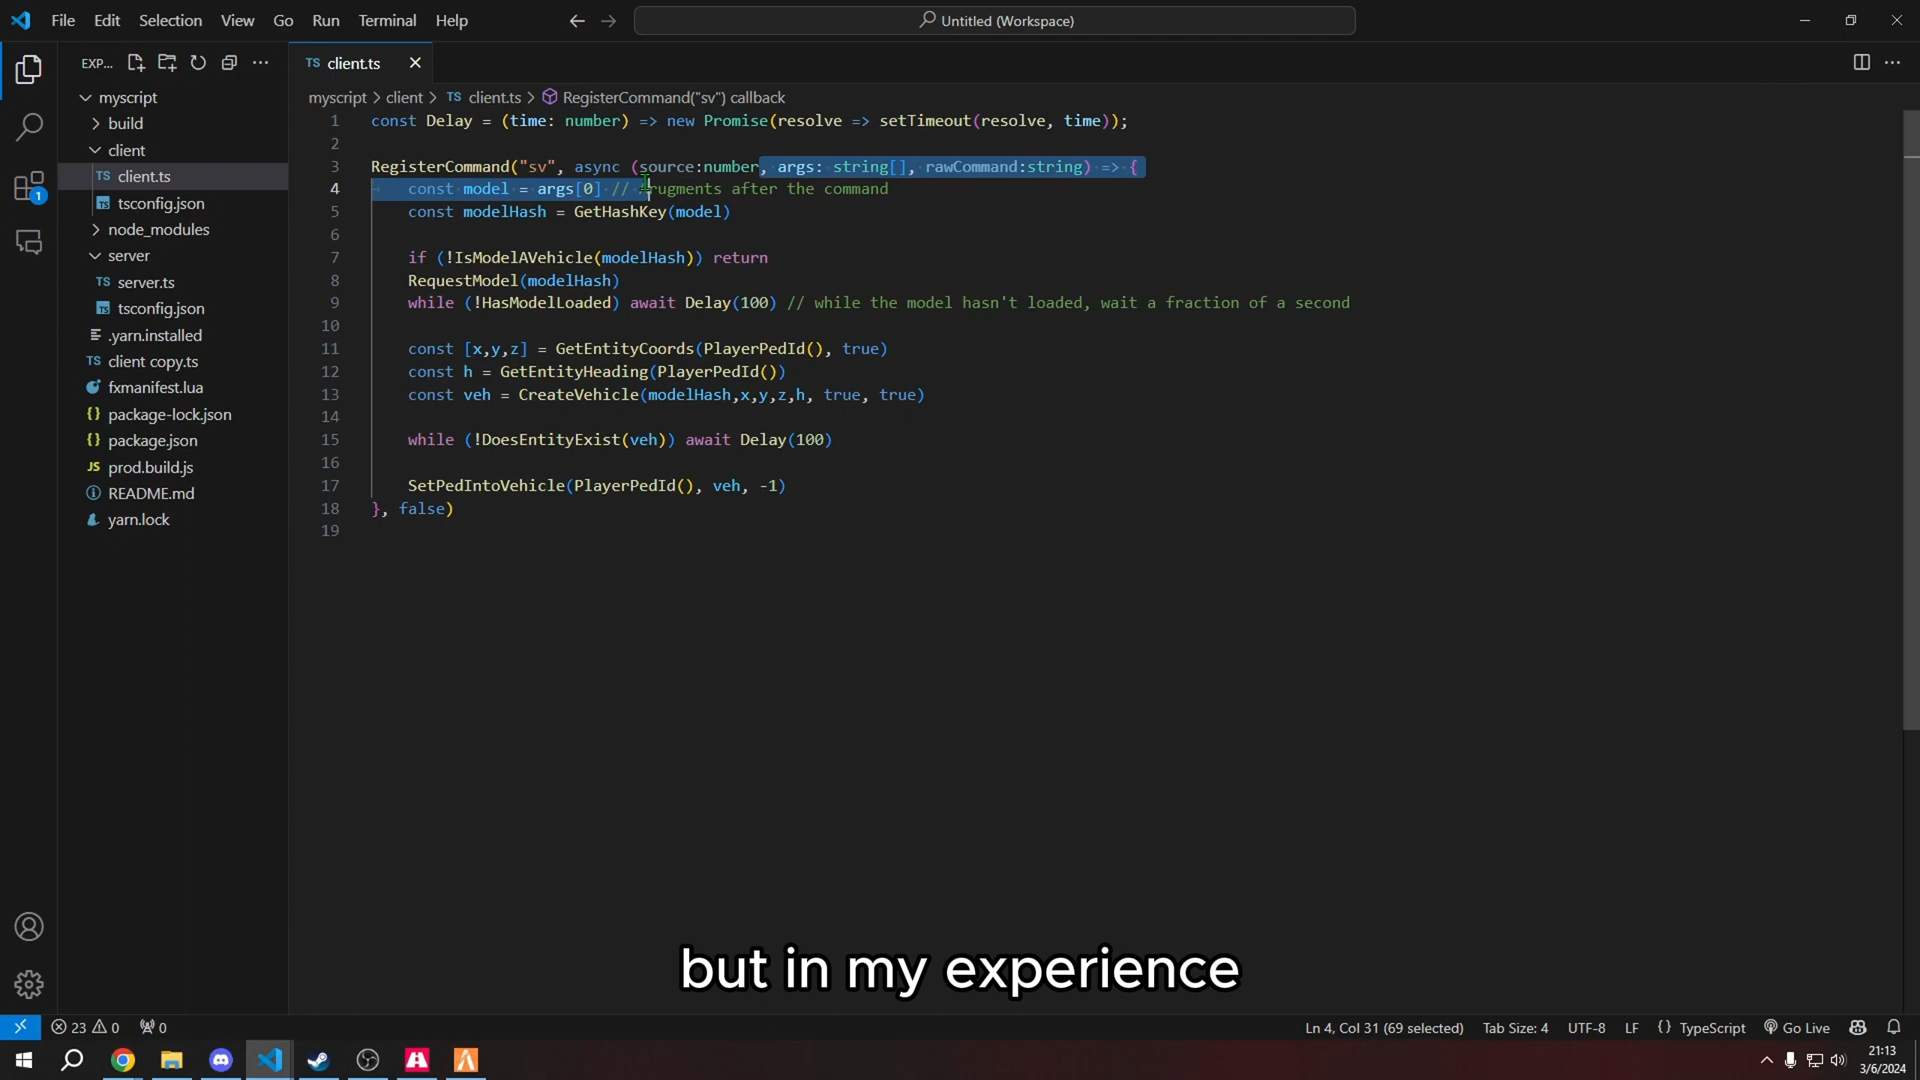 File Edit Selection View Go Run Terminal Help
Untitled (Workspace)
EXP...
TS client.ts
myscript
build
client
TS client.ts
tsconfig.json
node_modules
server
TS server.ts
tsconfig.json
.yarn.installed
TS client copy.ts
fxmanifest.lua
{} package-lock.json
{} package.json
JS prod.build.js
README.md
yarn.lock
1
myscript > client > TS client.ts > RegisterCommand("sv") callback
1 const Delay = (time: number) => new Promise(resolve => setTimeout(resolve, time));
2
3 RegisterCommand("sv", async (source:number, args: string[], rawCommand:string) => {
4 const model = args[0] // rugments after the command
5 const modelHash = GetHashKey(model)
6
7 if (!IsModelAVehicle(modelHash)) return
8 RequestModel(modelHash)
9 while (!HasModelLoaded) await Delay(100) // while the model hasn't loaded, wait a fraction of a second
10
11 const [x,y,z] = GetEntityCoords(PlayerPedId(), true)
12 const h = GetEntityHeading(PlayerPedId())
13 const veh = CreateVehicle(modelHash,x,y,z,h, true, true)
14
15 while (!DoesEntityExist(veh)) await Delay(100)
16
17 SetPedIntoVehicle(PlayerPedId(), veh, -1)
18 }, false)
19
but in my experience
23 0 0 Ln 4, Col 31 (69 selected) Tab Size: 4 UTF-8 LF {} TypeScript Go Live
21:13
3/6/2024